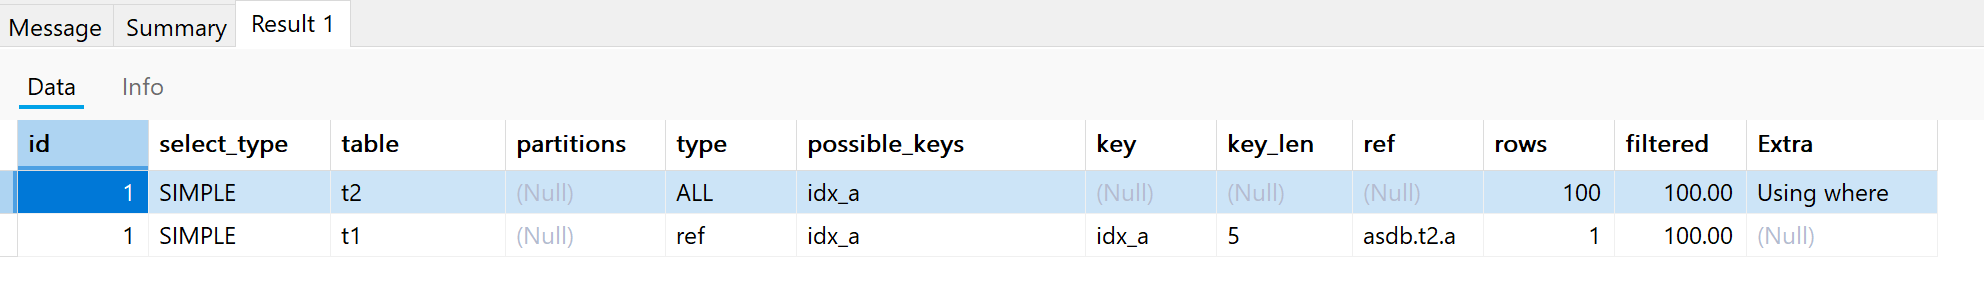 Message Summary Result 1
Data Info
id select_type table partitions type possible_keys key key_len ref rows filtered Extra
1 SIMPLE t2 (Null) ALL idx_a (Null) (Null) (Null) 100 100.00 Using where
1 SIMPLE t1 (Null) ref idx_a idx_a 5 asdb.t2.a 1 100.00 (Null)